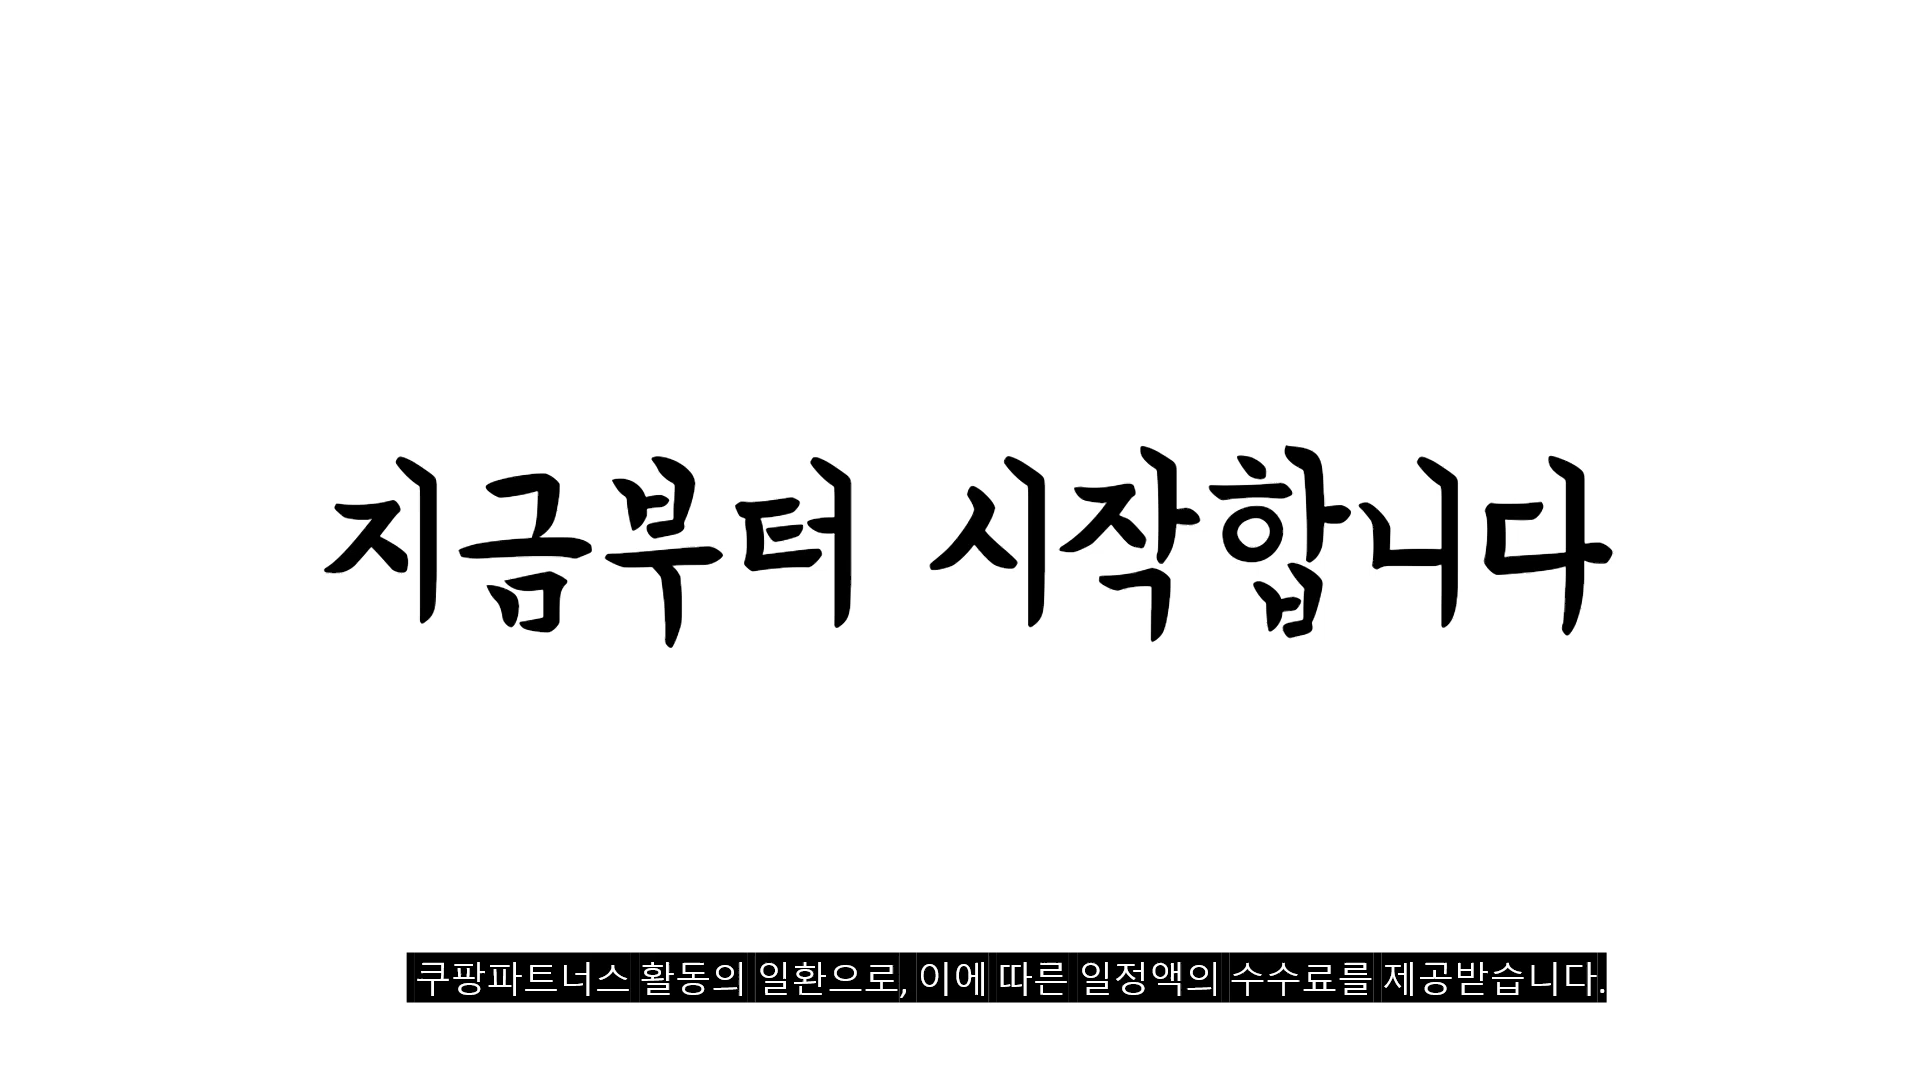 지금부터 시작합니다
쿠팡파트너스 활동의 일환으로, 이에 따른 일정액의 수수료를 제공받습니다.